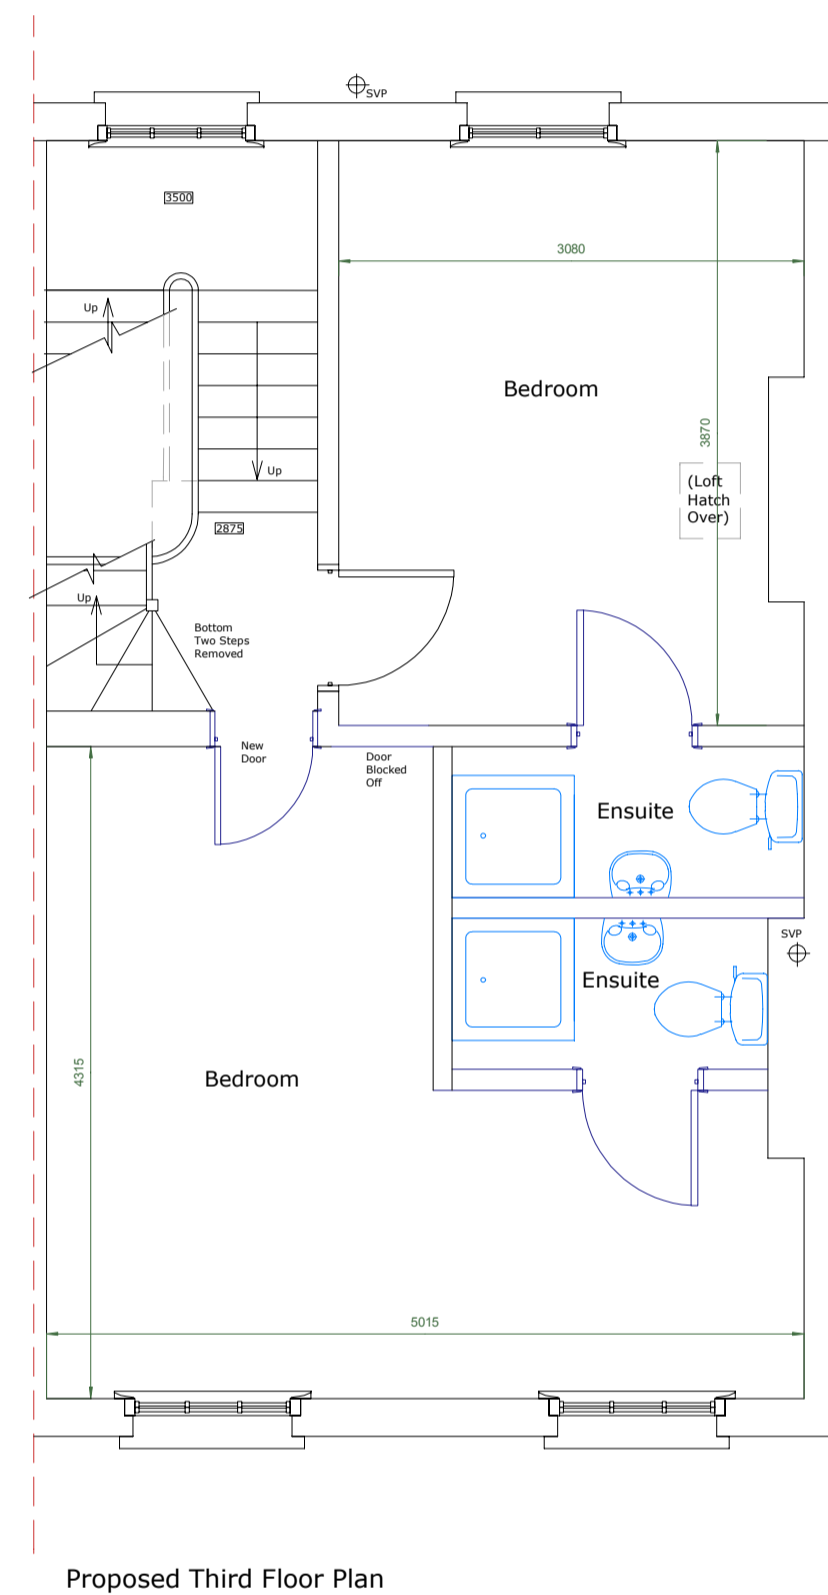 SVP
3500
3080
Up
Bedroom
3870
Up
(Loft
Hatch
Over)
2875
Up
Bottom
Two Steps
Removed
New
Door
Door
Blocked
Off
Ensuite
SVP
Ensuite
4315
Bedroom
5015
Proposed Third Floor Plan